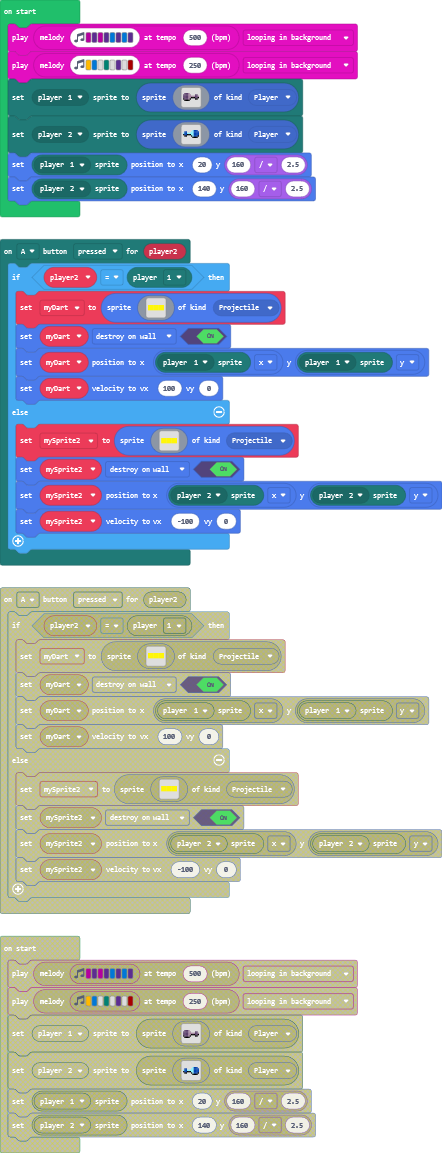 on start
play melody at tempo 500 (bpm) looping in background
play melody at tempo 250 (bpm) looping in background
set player 1 sprite to sprite of kind Player
set player 2 sprite to sprite of kind Player
set player 1 sprite position to x 20 y 160 / 2.5
set player 2 sprite position to x 140 y 160 / 2.5
on A button pressed for player2
if player2 = player 1 then
set myDart to sprite of kind Projectile
set myDart destroy on wall ON
set myDart position to x player 1 sprite x y player 1 sprite y
set myDart velocity to vx 100 vy 0
else
set mySprite2 to sprite of kind Projectile
set mySprite2 destroy on wall ON
set mySprite2 position to x player 2 sprite x y player 2 sprite y
set mySprite2 velocity to vx -100 vy 0
on A button pressed for player2
if player2 = player 1 then
set myDart to sprite of kind Projectile
set myDart destroy on wall ON
set myDart position to x player 1 sprite x y player 1 sprite y
set myDart velocity to vx 100 vy 0
else
set mySprite2 to sprite of kind Projectile
set mySprite2 destroy on wall ON
set mySprite2 position to x player 2 sprite x y player 2 sprite y
set mySprite2 velocity to vx -100 vy 0
on start
play melody at tempo 500 (bpm) looping in background
play melody at tempo 250 (bpm) looping in background
set player 1 sprite to sprite of kind Player
set player 2 sprite to sprite of kind Player
set player 1 sprite position to x 20 y 160 / 2.5
set player 2 sprite position to x 140 y 160 / 2.5